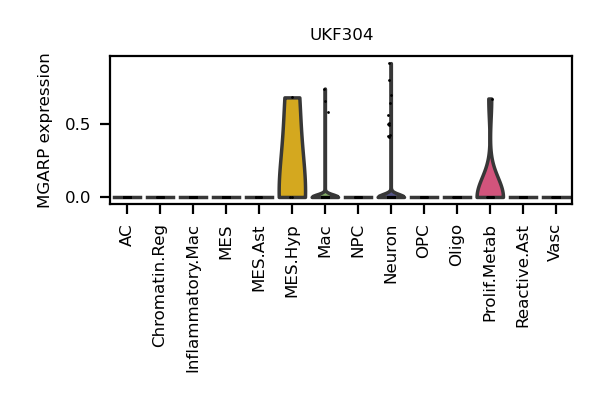 UKF304
MGARP expression
0.5
0.0
AC
Chromatin.Reg
Inflammatory.Mac
MES
MES.Ast
MES.Hyp
Mac
NPC
Neuron
OPC
Oligo
Prolif.Metab
Reactive.Ast
Vasc